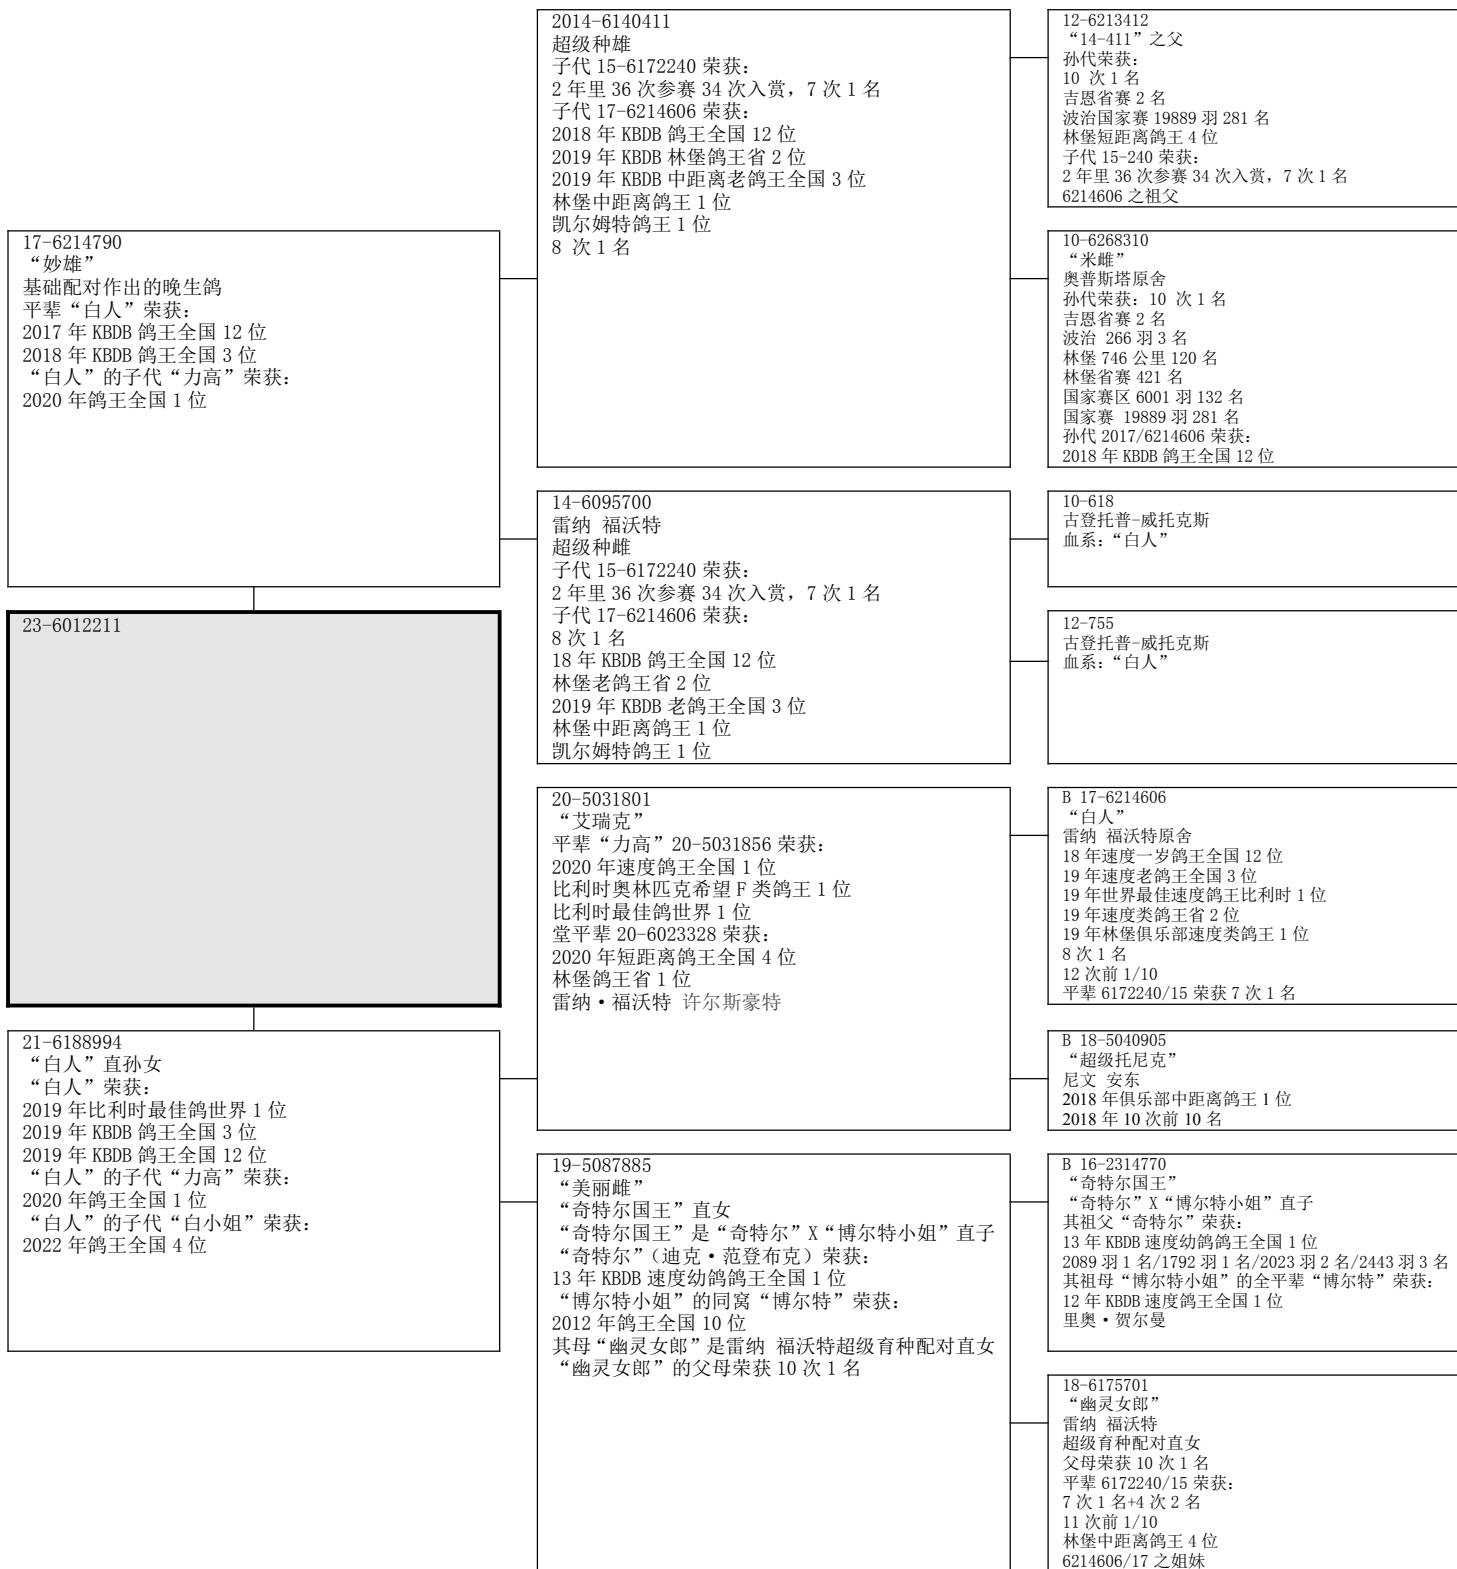 17-6214790
“妙雄”
基础配对作出的晚生鸽
平辈“白人”荣获：
2017 年 KBDB 鸽王全国 12 位
2018 年 KBDB 鸽王全国 3 位
“白人”的子代“力高”荣获：
2020 年鸽王全国 1 位
23-6012211
21-6188994
“白人”直孙女
“白人”荣获：
2019 年比利时最佳鸽世界 1 位
2019 年 KBDB 鸽王全国 3 位
2019 年 KBDB 鸽王全国 12 位
“白人”的子代“力高”荣获：
2020 年鸽王全国 1 位
“白人”的子代“白小姐”荣获：
2022 年鸽王全国 4 位
2014-6140411
超级种雄
子代 15-6172240 荣获：
2 年里 36 次参赛 34 次入赏，7 次 1 名
子代 17-6214606 荣获：
2018 年 KBDB 鸽王全国 12 位
2019 年 KBDB 林堡鸽王省 2 位
2019 年 KBDB 中距离老鸽王全国 3 位
林堡中距离鸽王 1 位
凯尔姆特鸽王 1 位
8 次 1 名
14-6095700
雷纳 福沃特
超级种雌
子代 15-6172240 荣获：
2 年里 36 次参赛 34 次入赏，7 次 1 名
子代 17-6214606 荣获：
8 次 1 名
18 年 KBDB 鸽王全国 12 位
林堡老鸽王省 2 位
2019 年 KBDB 老鸽王全国 3 位
林堡中距离鸽王 1 位
凯尔姆特鸽王 1 位
20-5031801
“艾瑞克”
平辈“力高”20-5031856 荣获：
2020 年速度鸽王全国 1 位
比利时奥林匹克希望 F 类鸽王 1 位
比利时最佳鸽世界 1 位
堂平辈 20-6023328 荣获：
2020 年短距离鸽王全国 4 位
林堡鸽王省 1 位
雷纳•福沃特 许尔斯豪特
19-5087885
“美丽雌”
“奇特尔国王”直女
“奇特尔国王”是“奇特尔”X“博尔特小姐”直子
“奇特尔”（迪克•范登布克）荣获：
13 年 KBDB 速度幼鸽鸽王全国 1 位
“博尔特小姐”的同窝“博尔特”荣获：
2012 年鸽王全国 10 位
其母“幽灵女郎”是雷纳 福沃特超级育种配对直女
“幽灵女郎”的父母荣获 10 次 1 名
12-6213412
“14-411”之父
孙代荣获：
10 次 1 名
吉恩省赛 2 名
波治国家赛 19889 羽 281 名
林堡短距离鸽王 4 位
子代 15-240 荣获：
2 年里 36 次参赛 34 次入赏，7 次 1 名
6214606 之祖父
10-6268310
“米雌”
奥普斯塔原舍
孙代荣获：10 次 1 名
吉恩省赛 2 名
波治 266 羽 3 名
林堡 746 公里 120 名
林堡省赛 421 名
国家赛区 6001 羽 132 名
国家赛 19889 羽 281 名
孙代 2017/6214606 荣获：
2018 年 KBDB 鸽王全国 12 位
10-618
古登托普-威托克斯
血系：“白人”
12-755
古登托普-威托克斯
血系：“白人”
B 17-6214606
“白人”
雷纳 福沃特原舍
18 年速度一岁鸽王全国 12 位
19 年速度老鸽王全国 3 位
19 年世界最佳速度鸽王比利时 1 位
19 年速度类鸽王省 2 位
19 年林堡俱乐部速度类鸽王 1 位
8 次 1 名
12 次前 1/10
平辈 6172240/15 荣获 7 次 1 名
B 18-5040905
“超级托尼克”
尼文 安东
2018 年俱乐部中距离鸽王 1 位
2018 年 10 次前 10 名
B 16-2314770
“奇特尔国王”
“奇特尔”X“博尔特小姐”直子
其祖父“奇特尔”荣获：
13 年 KBDB 速度幼鸽鸽王全国 1 位
2089 羽 1 名/1792 羽 1 名/2023 羽 2 名/2443 羽 3 名
其祖母“博尔特小姐”的全平辈“博尔特”荣获：
12 年 KBDB 速度鸽王全国 1 位
里奥•贺尔曼
18-6175701
“幽灵女郎”
雷纳 福沃特
超级育种配对直女
父母荣获 10 次 1 名
平辈 6172240/15 荣获：
7 次 1 名+4 次 2 名
11 次前 1/10
林堡中距离鸽王 4 位
6214606/17 之姐妹